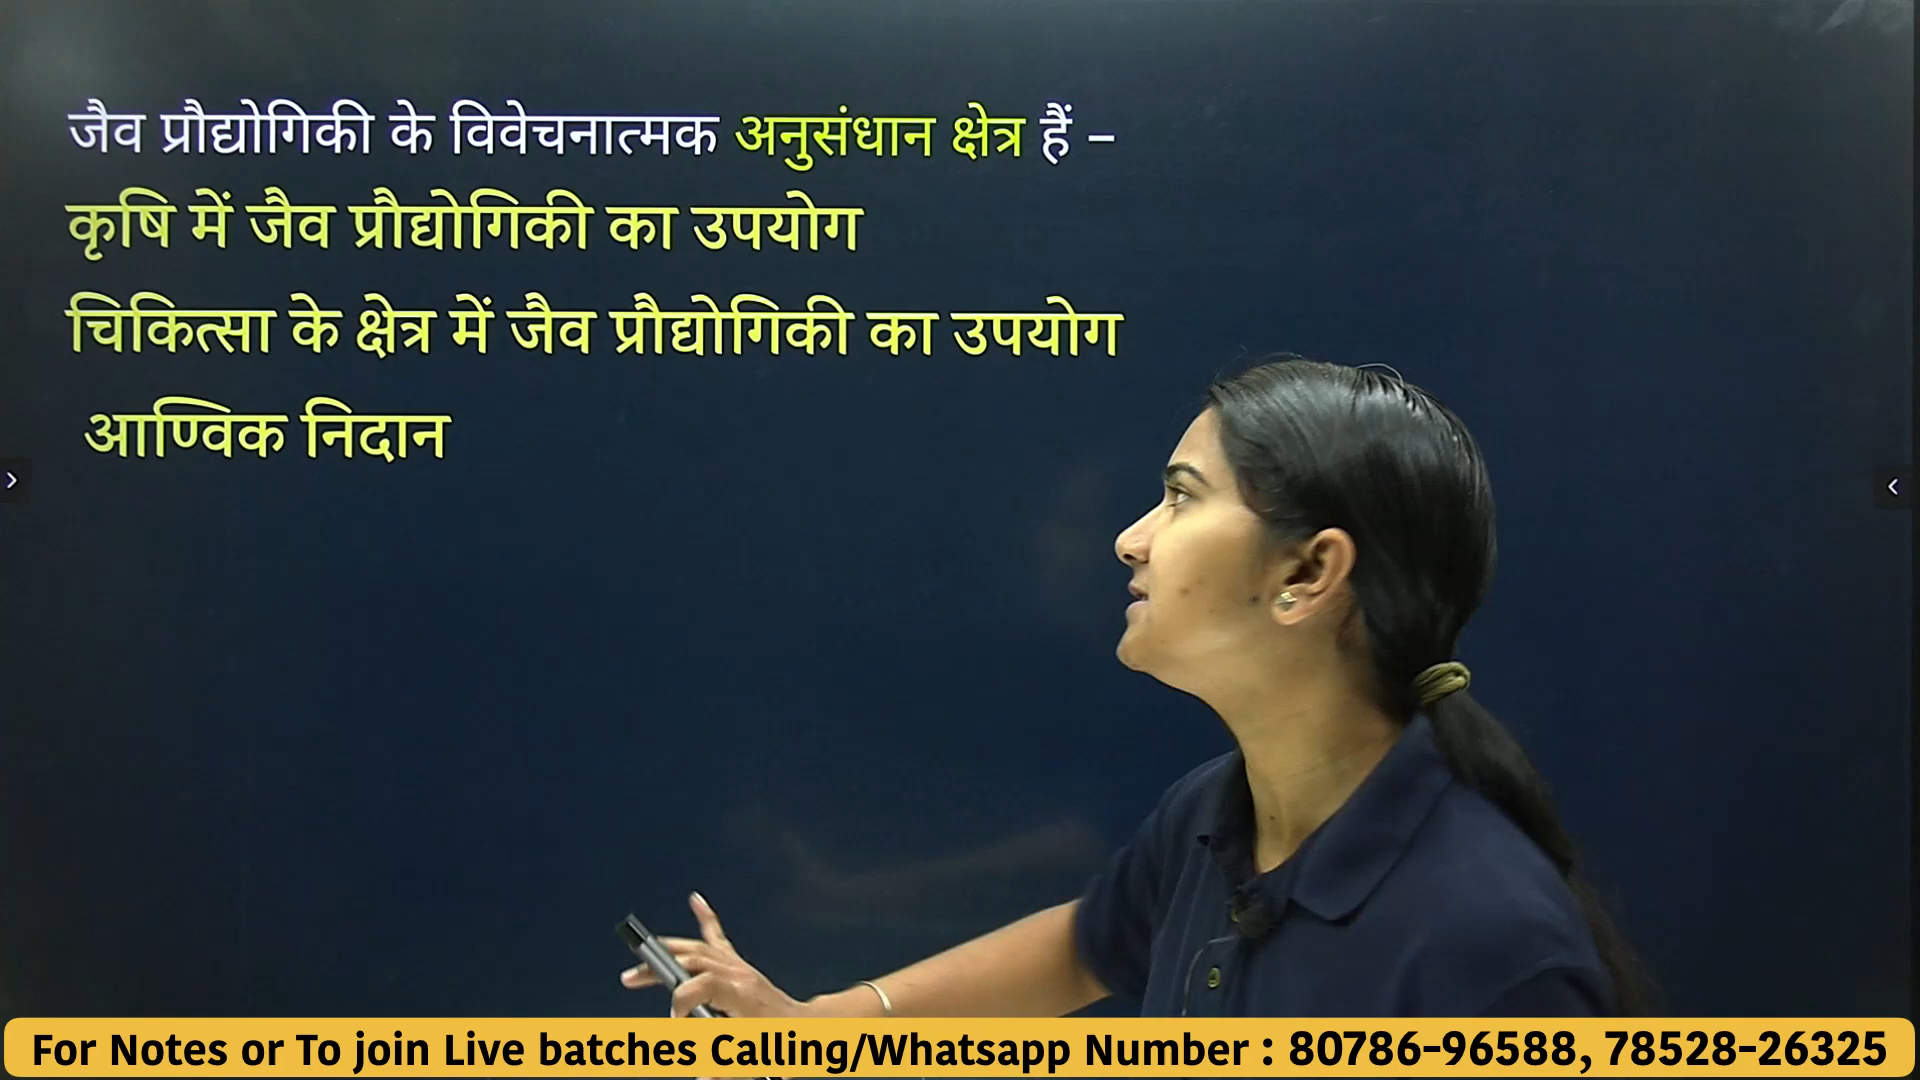 जैव प्रौद्योगिकी के विवेचनात्मक अनुसंधान क्षेत्र हैं –
कृषि में जैव प्रौद्योगिकी का उपयोग
चिकित्सा के क्षेत्र में जैव प्रौद्योगिकी का उपयोग
आण्विक निदान
For Notes or To join Live batches Calling/Whatsapp Number : 80786-96588, 78528-26325